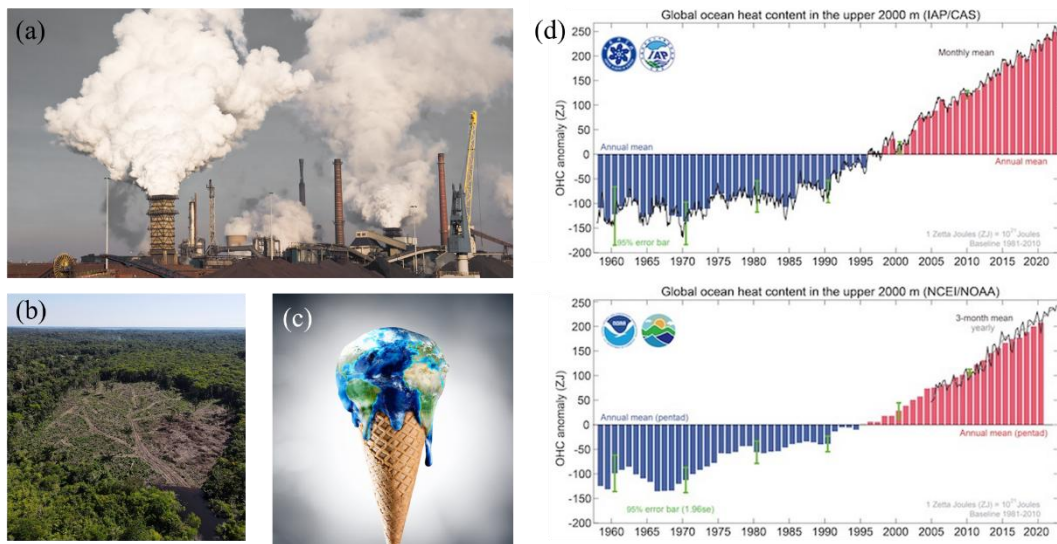 (a)
(b)
(c)
(d)
Global ocean heat content in the upper 2000 m (IAP/CAS)
OHC anomaly (ZJ)
250
200
150
100
50
0
-50
-100
-150
-200
IAP
Monthly mean
Annual mean
Annual mean
95% error bar
1 Zetta Joules (ZJ) = 10²¹ Joules
Baseline 1981-2010
1960 1965 1970 1975 1980 1985 1990 1995 2000 2005 2010 2015 2020
Global ocean heat content in the upper 2000 m (NCEI/NOAA)
OHC anomaly (ZJ)
250
200
150
100
50
0
-50
-100
-150
-200
3-month mean
yearly
Annual mean (pentad)
Annual mean (pentad)
95% error bar (1.96se)
1 Zetta Joules (ZJ) = 10²¹ Joules
Baseline 1981-2010
1960 1965 1970 1975 1980 1985 1990 1995 2000 2005 2010 2015 2020